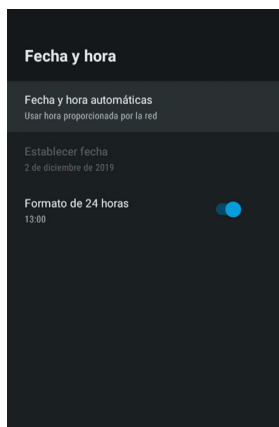 Fecha y hora
Fecha y hora automáticas
Usar hora proporcionada por la red
Establecer fecha
2 de diciembre de 2019
Formato de 24 horas
13:00